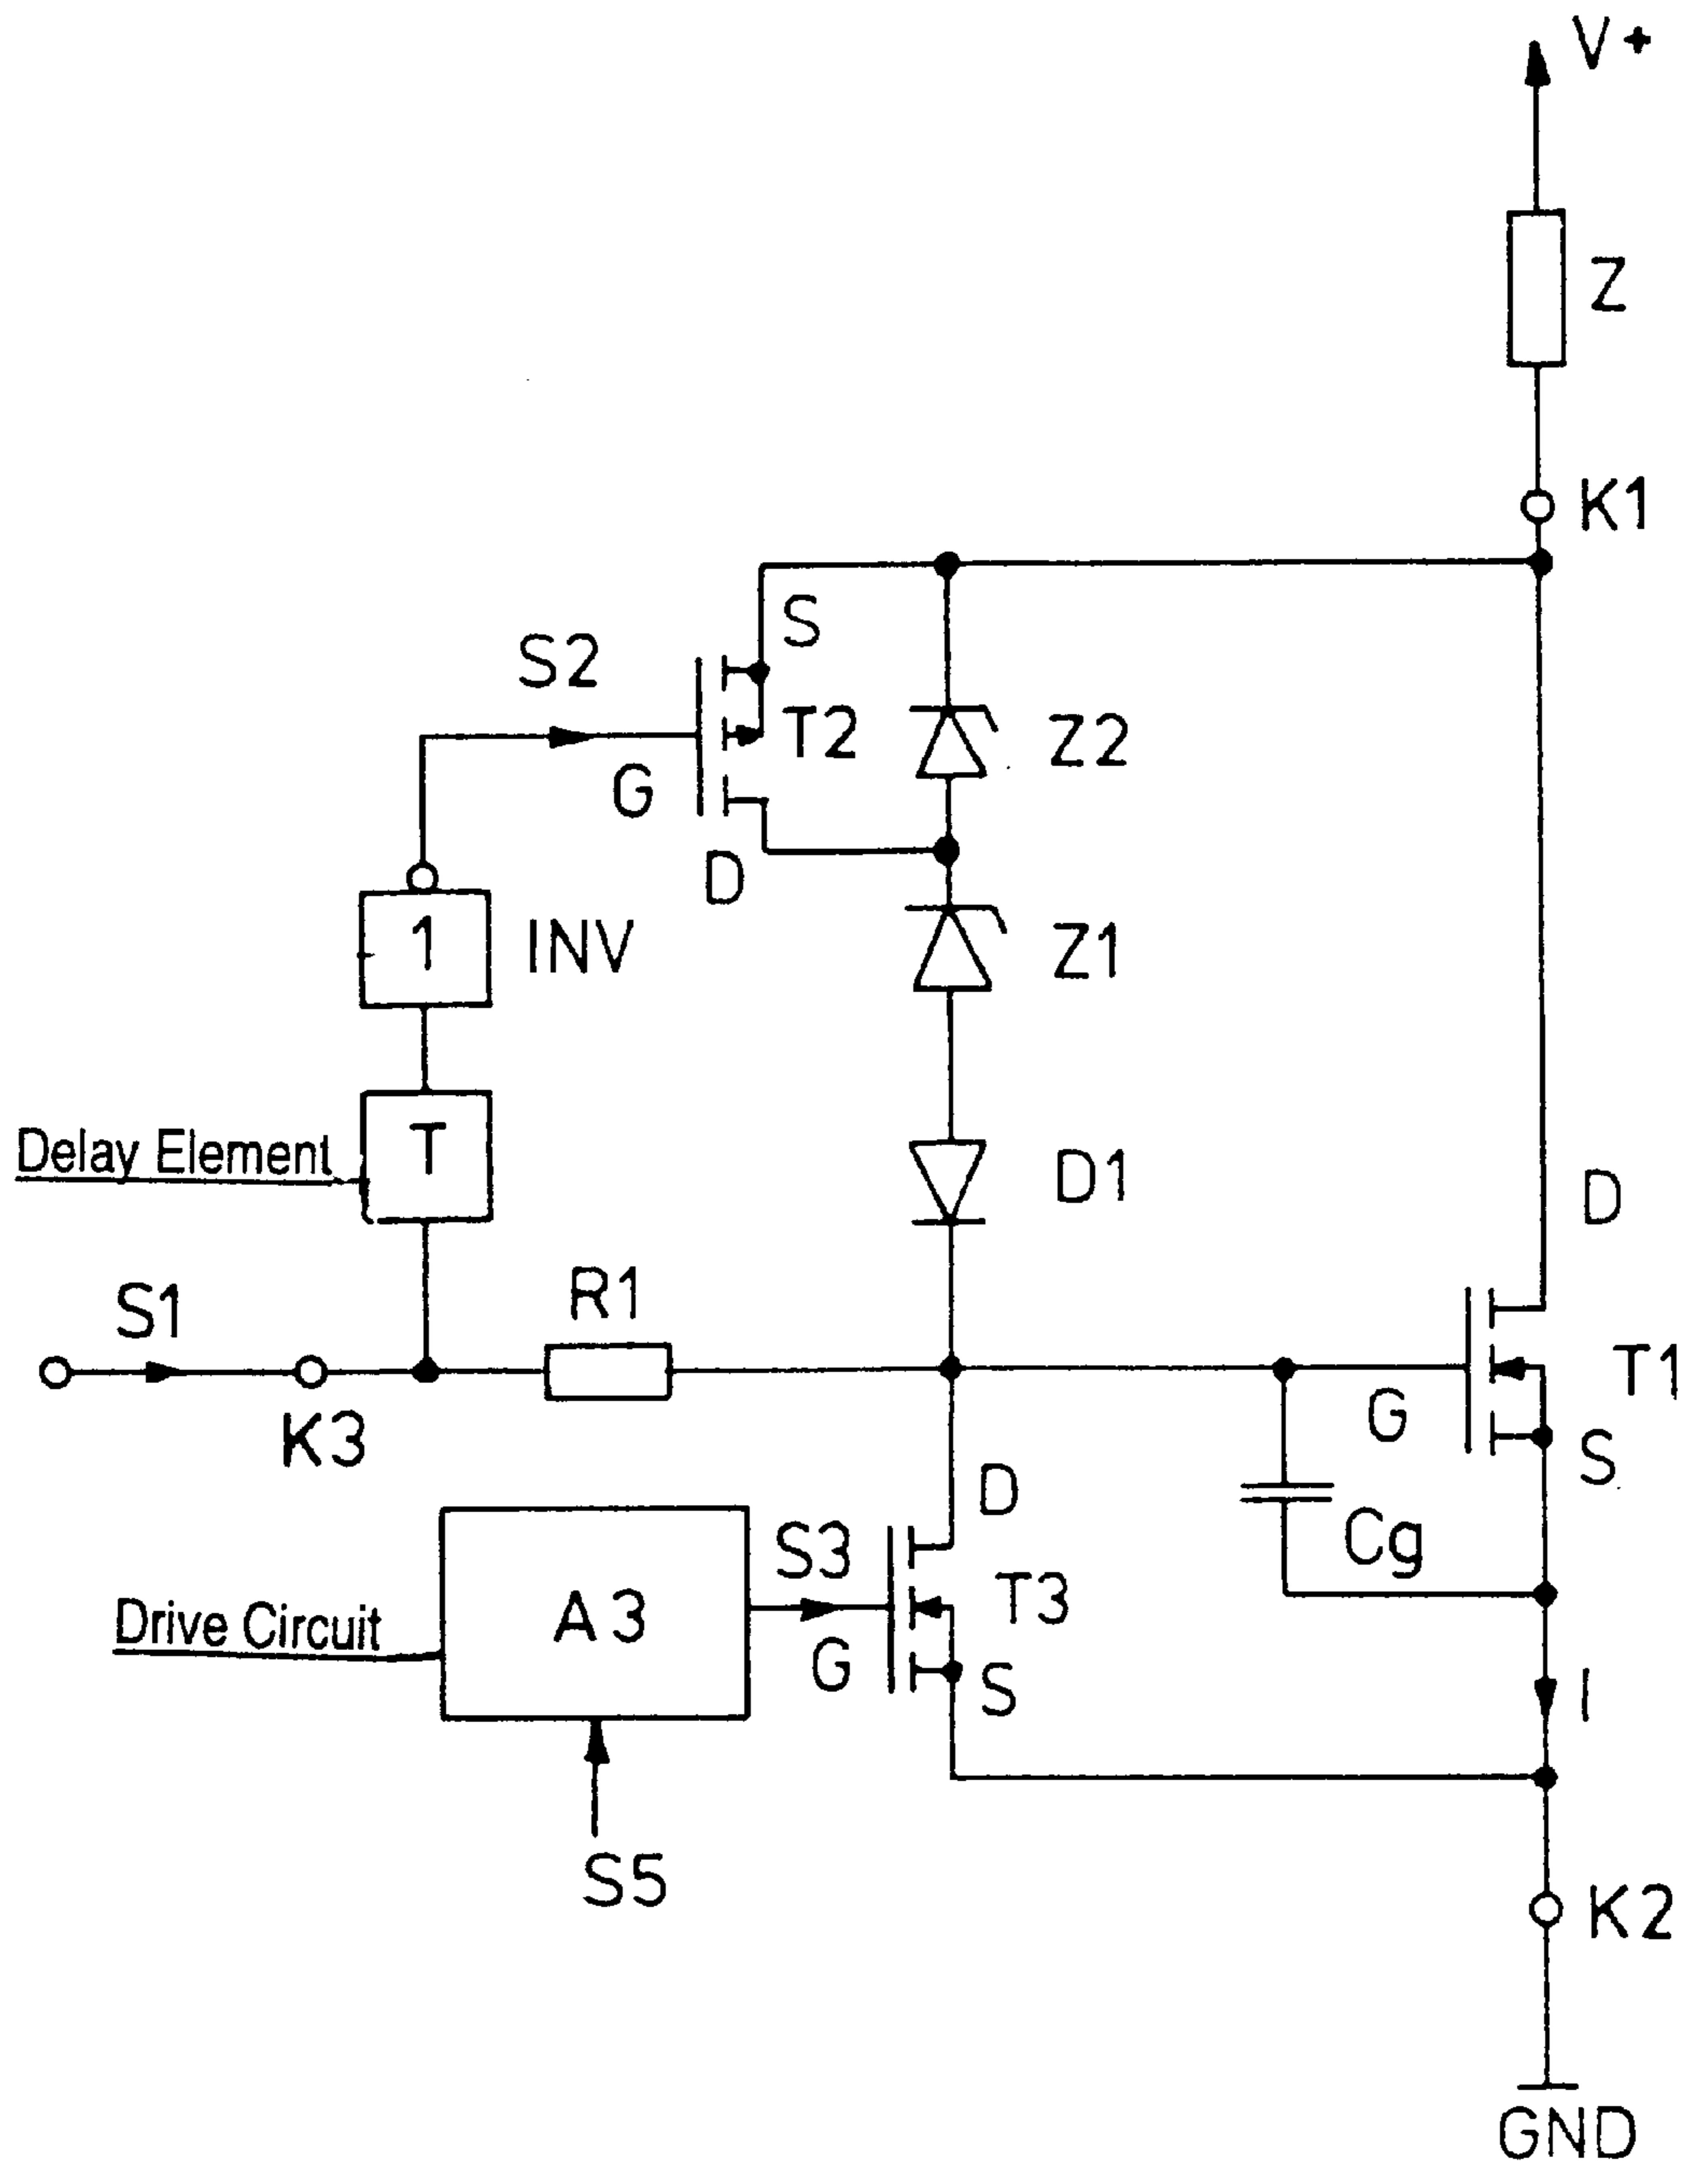 V+
Z
K1
S
S2
T2
Z2
G
D
1
INV
Z1
T
Delay Element
D1
D
S1
R1
K3
T1
G
S
D
S3
Cg
A3
T3
Drive Circuit
G
S
I
S5
K2
GND